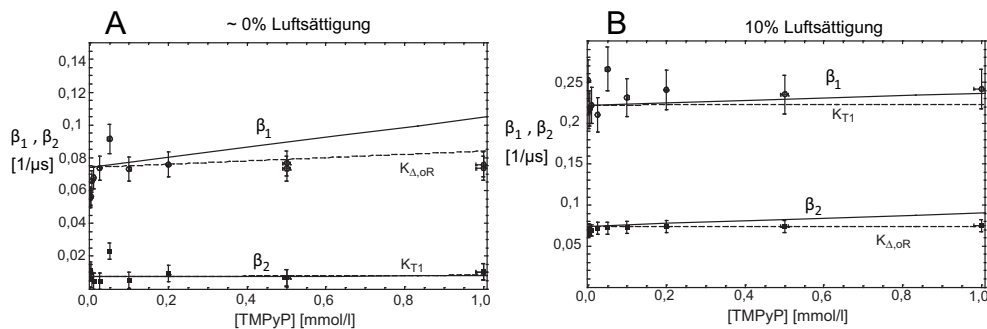 A
~ 0% Luftsättigung
0,14
0,12
0,1
0,08
0,06
0,04
0,02
β1 , β2
[1/µs]
β1
KΔ,oR
β2
KT1
0,0
0,2
0,4
0,6
0,8
1,0
[TMPyP] [mmol/l]
B
10% Luftsättigung
0,25
0,2
0,15
0,1
0,05
β1 , β2
[1/µs]
β1
KT1
β2
KΔ,oR
0,0
0,2
0,4
0,6
0,8
1,0
[TMPyP] [mmol/l]